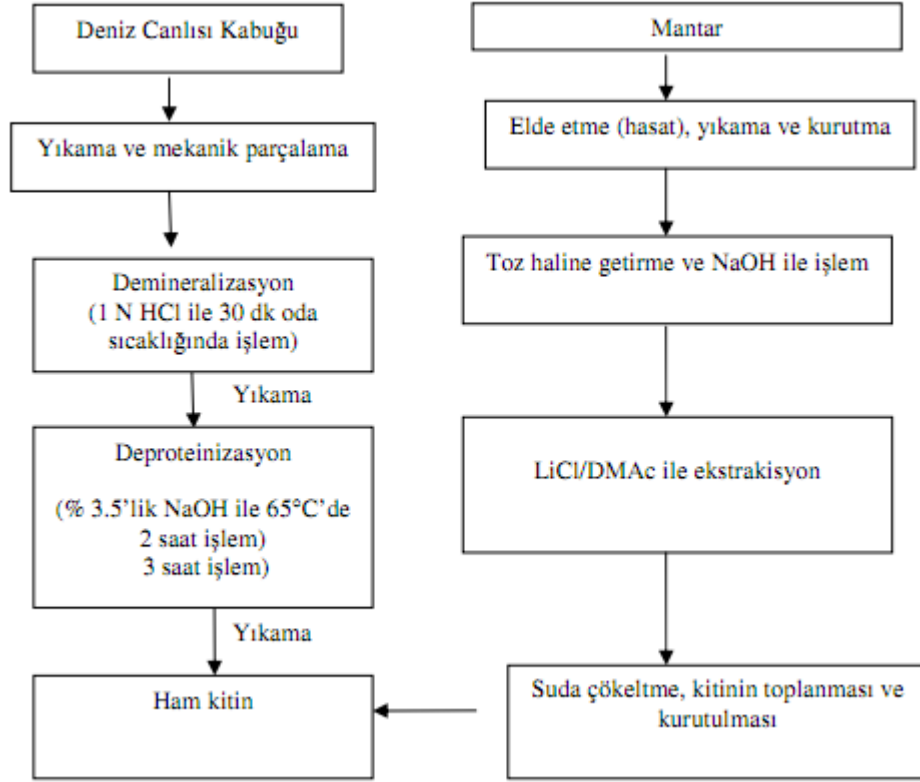 Deniz Canlısı Kabuğu
Yıkama ve mekanik parçalama
Demineralizasyon
(1 N HCl ile 30 dk oda
sıcaklığında işlem)
Yıkama
Deproteinizasyon
(% 3.5’lik NaOH ile 65°C’de
2 saat işlem)
3 saat işlem)
Yıkama
Ham kitin
Mantar
Elde etme (hasat), yıkama ve kurutma
Toz haline getirme ve NaOH ile işlem
LiCl/DMAc ile ekstrakisyon
Suda çökeltme, kitinin toplanması ve
kurutulması